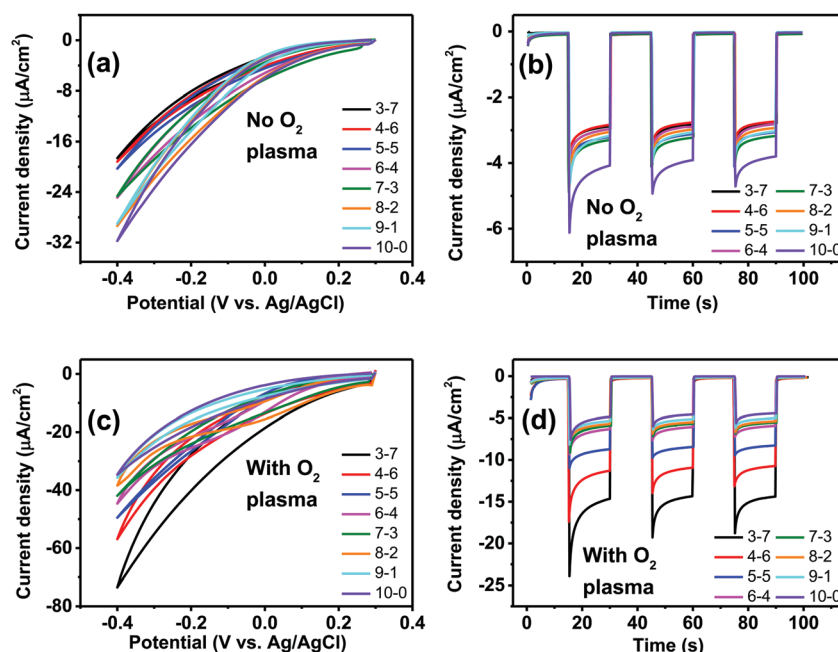 (a)
No O2
plasma
3-7
4-6
5-5
6-4
7-3
8-2
9-1
10-0
0
-8
-16
-24
-32
Current density (μA/cm²)
-0.4 -0.2 0.0 0.2 0.4
Potential (V vs. Ag/AgCl)
(b)
No O2
plasma
3-7 7-3
4-6 8-2
5-5 9-1
6-4 10-0
0
-2
-4
-6
Current density (μA/cm²)
0 20 40 60 80 100
Time (s)
(c)
With O2
plasma
3-7
4-6
5-5
6-4
7-3
8-2
9-1
10-0
0
-20
-40
-60
-80
Current density (μA/cm²)
-0.4 -0.2 0.0 0.2 0.4
Potential (V vs. Ag/AgCl)
(d)
With O2
plasma
3-7 7-3
4-6 8-2
5-5 9-1
6-4 10-0
0
-5
-10
-15
-20
-25
Current density (μA/cm²)
0 20 40 60 80 100
Time (s)